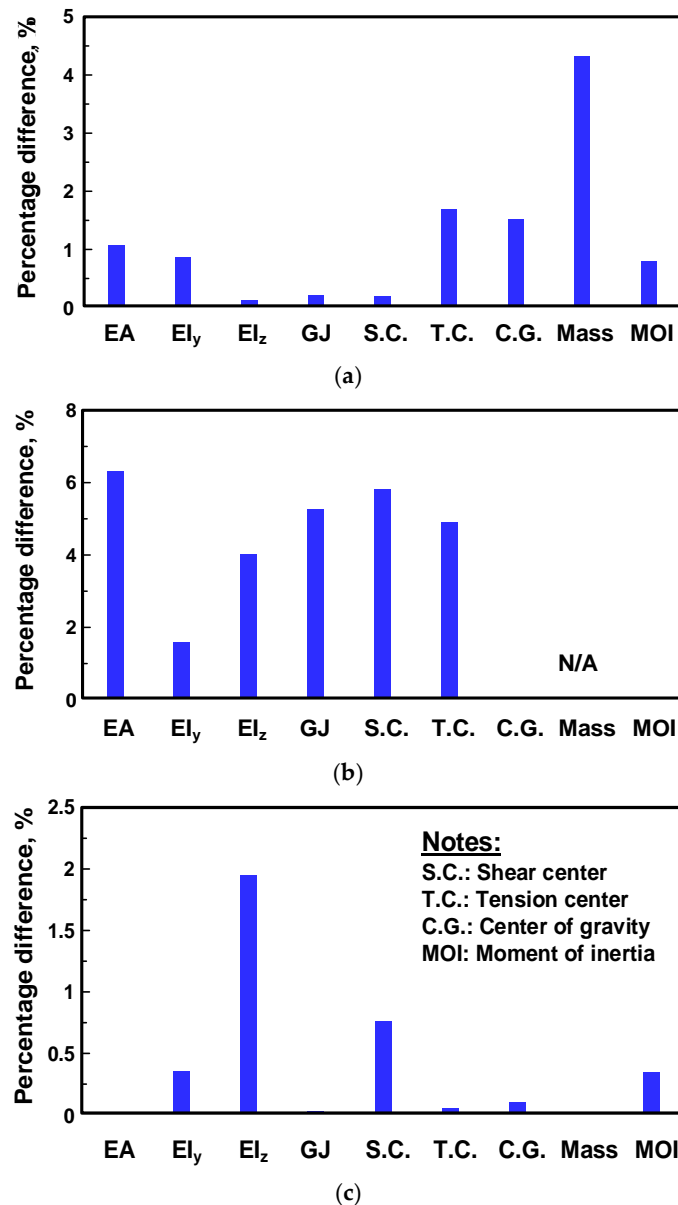 Percentage difference, %
5
4
3
2
1
0
EA EIy EIz GJ S.C. T.C. C.G. Mass MOI
(a)
Percentage difference, %
8
6
4
2
0
N/A
EA EIy EIz GJ S.C. T.C. C.G. Mass MOI
(b)
Percentage difference, %
2.5
2
1.5
1
0.5
0
Notes:
S.C.: Shear center
T.C.: Tension center
C.G.: Center of gravity
MOI: Moment of inertia
EA EIy EIz GJ S.C. T.C. C.G. Mass MOI
(c)